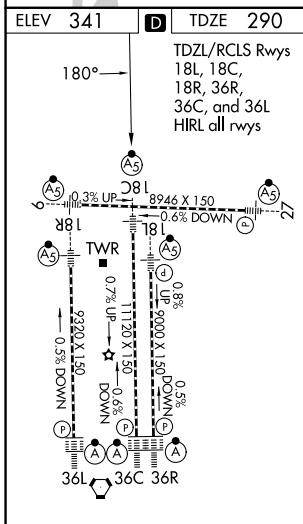 ELEV 341
D
TDZE 290
TDZL/RCLS Rwys
18L, 18C,
18R, 36R,
36C, and 36L
HIRL all rwys
180°
A5
18C
A5
0.3% UP
8946 X 150
A5
9
0.6% DOWN
27
P
18R
18L
A5
TWR
A5
P
0.7% UP
0.8% UP
9320 X 150
11120 X 150
9000 X 150
0.5% DOWN
0.6% DOWN
0.5% DOWN
P
P
P
A
A
A
36L
36C
36R